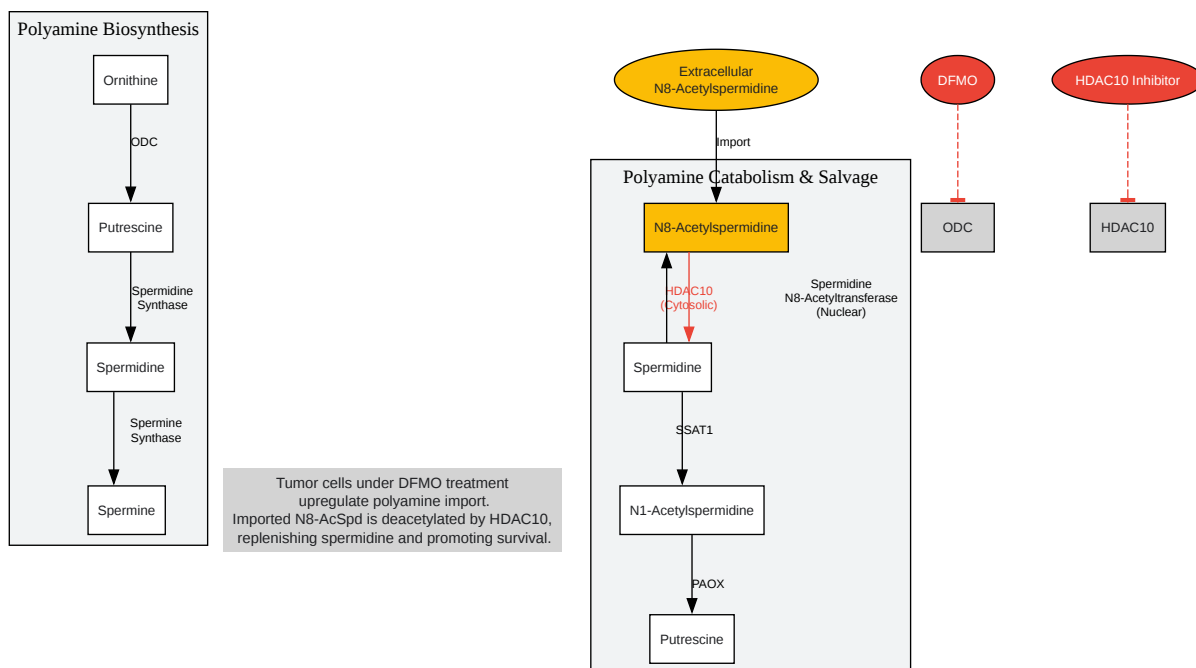 Polyamine Biosynthesis
Ornithine
ODC
Putrescine
Spermidine
Synthase
Spermidine
Spermine
Synthase
Spermine
Tumor cells under DFMO treatment
upregulate polyamine import.
Imported N8-AcSpd is deacetylated by HDAC10,
replenishing spermidine and promoting survival.
Extracellular
N8-Acetylspermidine
Import
Polyamine Catabolism & Salvage
N8-Acetylspermidine
HDAC10
(Cytosolic)
Spermidine
N8-Acetyltransferase
(Nuclear)
Spermidine
SSAT1
N1-Acetylspermidine
PAOX
Putrescine
DFMO
ODC
HDAC10 Inhibitor
HDAC10